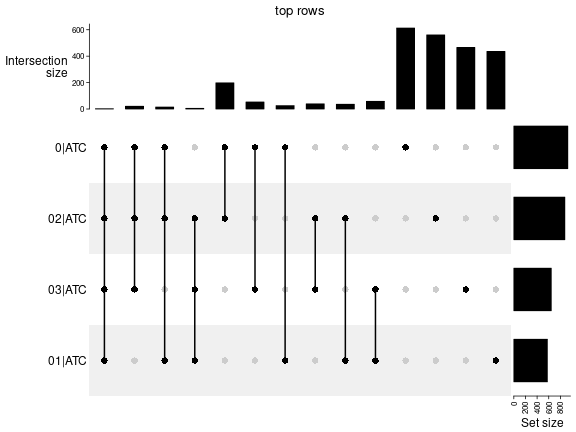 top rows
600
400
200
0
Intersection
size
0|ATC
02|ATC
03|ATC
01|ATC
0
200
400
600
800
Set size